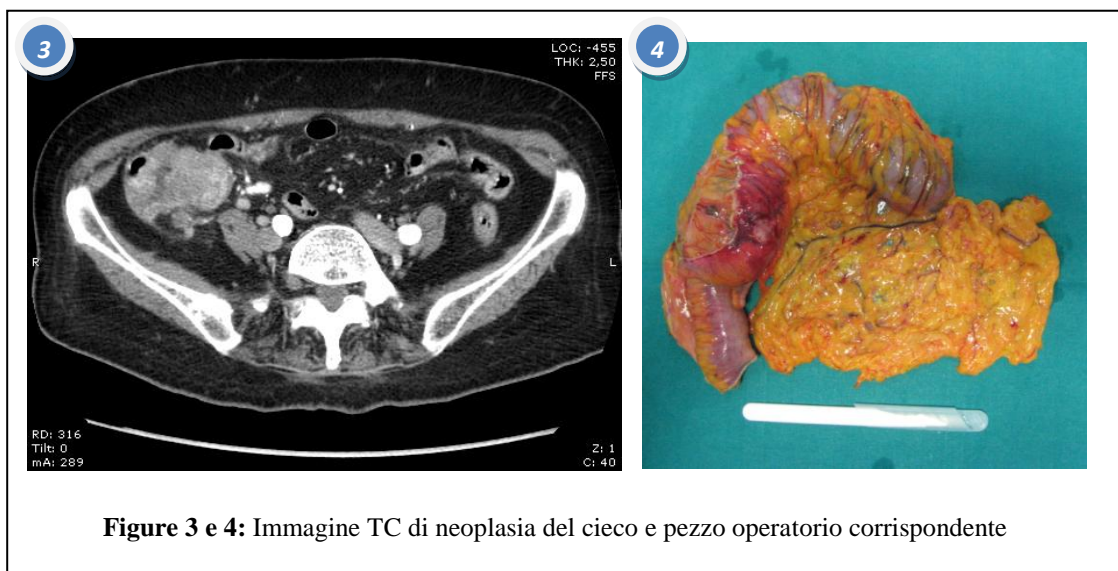 3
LOC: -455
THK: 2,50
FFS
4
R
L
RD: 316
Tilt: 0
mA: 289
Z: 1
C: 40
Figure 3 e 4: Immagine TC di neoplasia del cieco e pezzo operatorio corrispondente